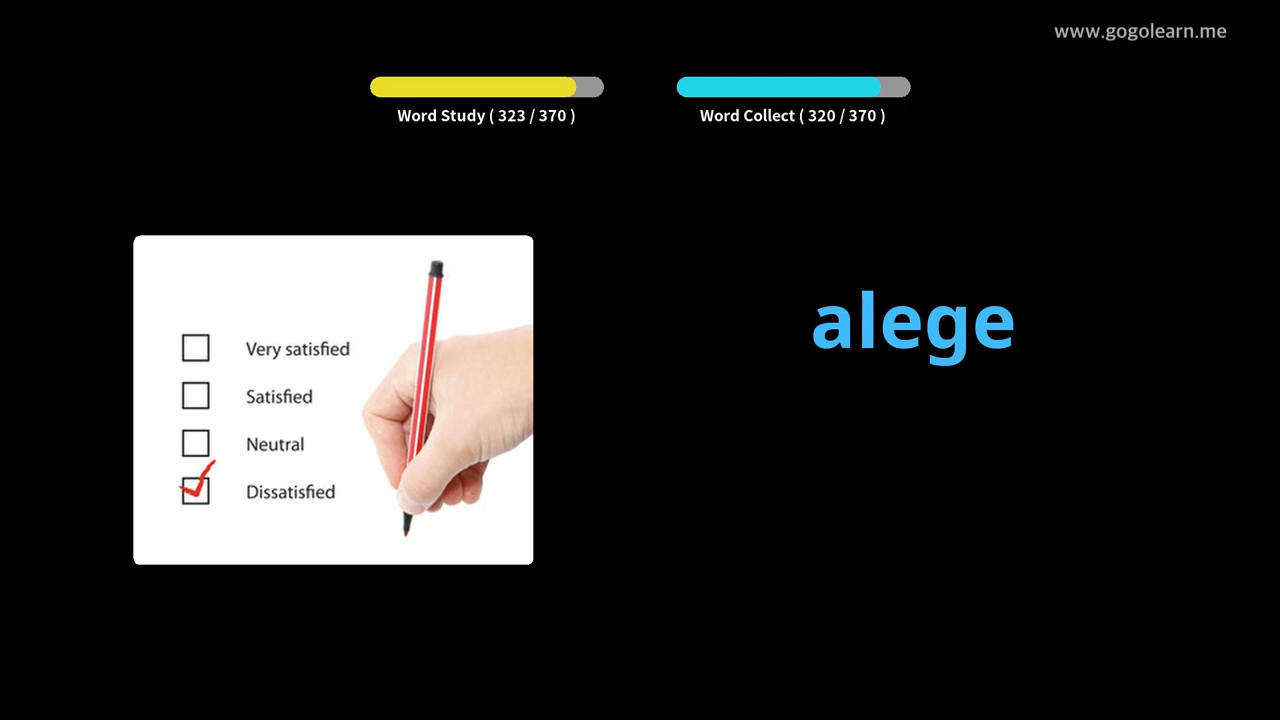 www.gogolearn.me
Word Study ( 323 / 370 )
Word Collect ( 320 / 370 )
Very satisfied
Satisfied
Neutral
Dissatisfied
alege